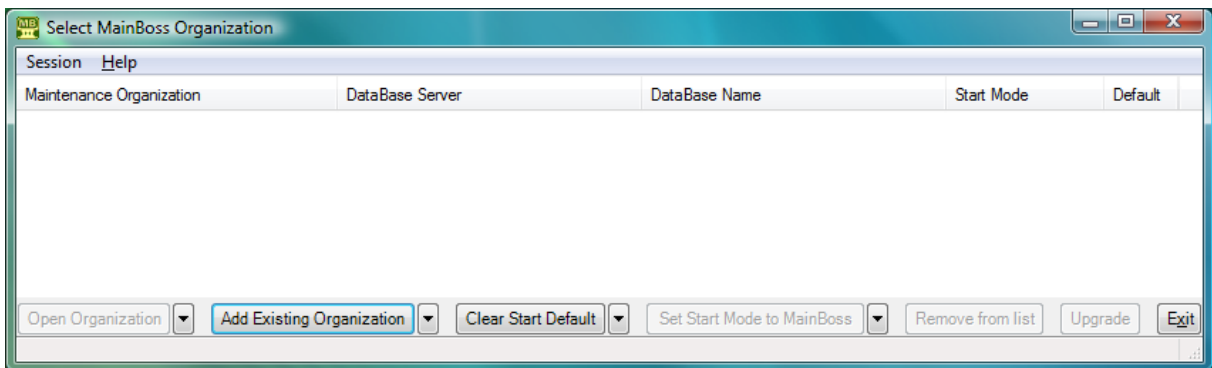 Select MainBoss Organization
Session Help
Maintenance Organization DataBase Server DataBase Name Start Mode Default
Open Organization Add Existing Organization Clear Start Default Set Start Mode to MainBoss Remove from list Upgrade Exit